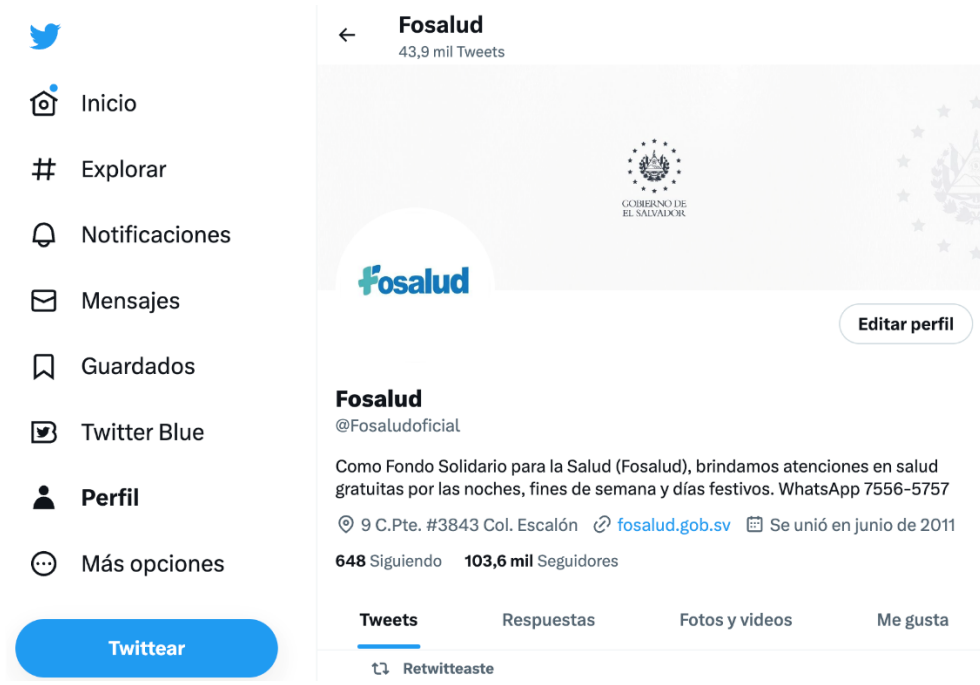 Inicio
Explorar
Notificaciones
Mensajes
Guardados
Twitter Blue
Perfil
Más opciones
Twittear
Fosalud
43,9 mil Tweets
GOBIERNO DE
EL SALVADOR
fosalud
Editar perfil
Fosalud
@Fosaludoficial
Como Fondo Solidario para la Salud (Fosalud), brindamos atenciones en salud
gratuitas por las noches, fines de semana y días festivos. WhatsApp 7556-5757
9 C.Pte. #3843 Col. Escalón fosalud.gob.sv Se unió en junio de 2011
648 Siguiendo 103,6 mil Seguidores
Tweets Respuestas Fotos y videos Me gusta
Retwitteaste